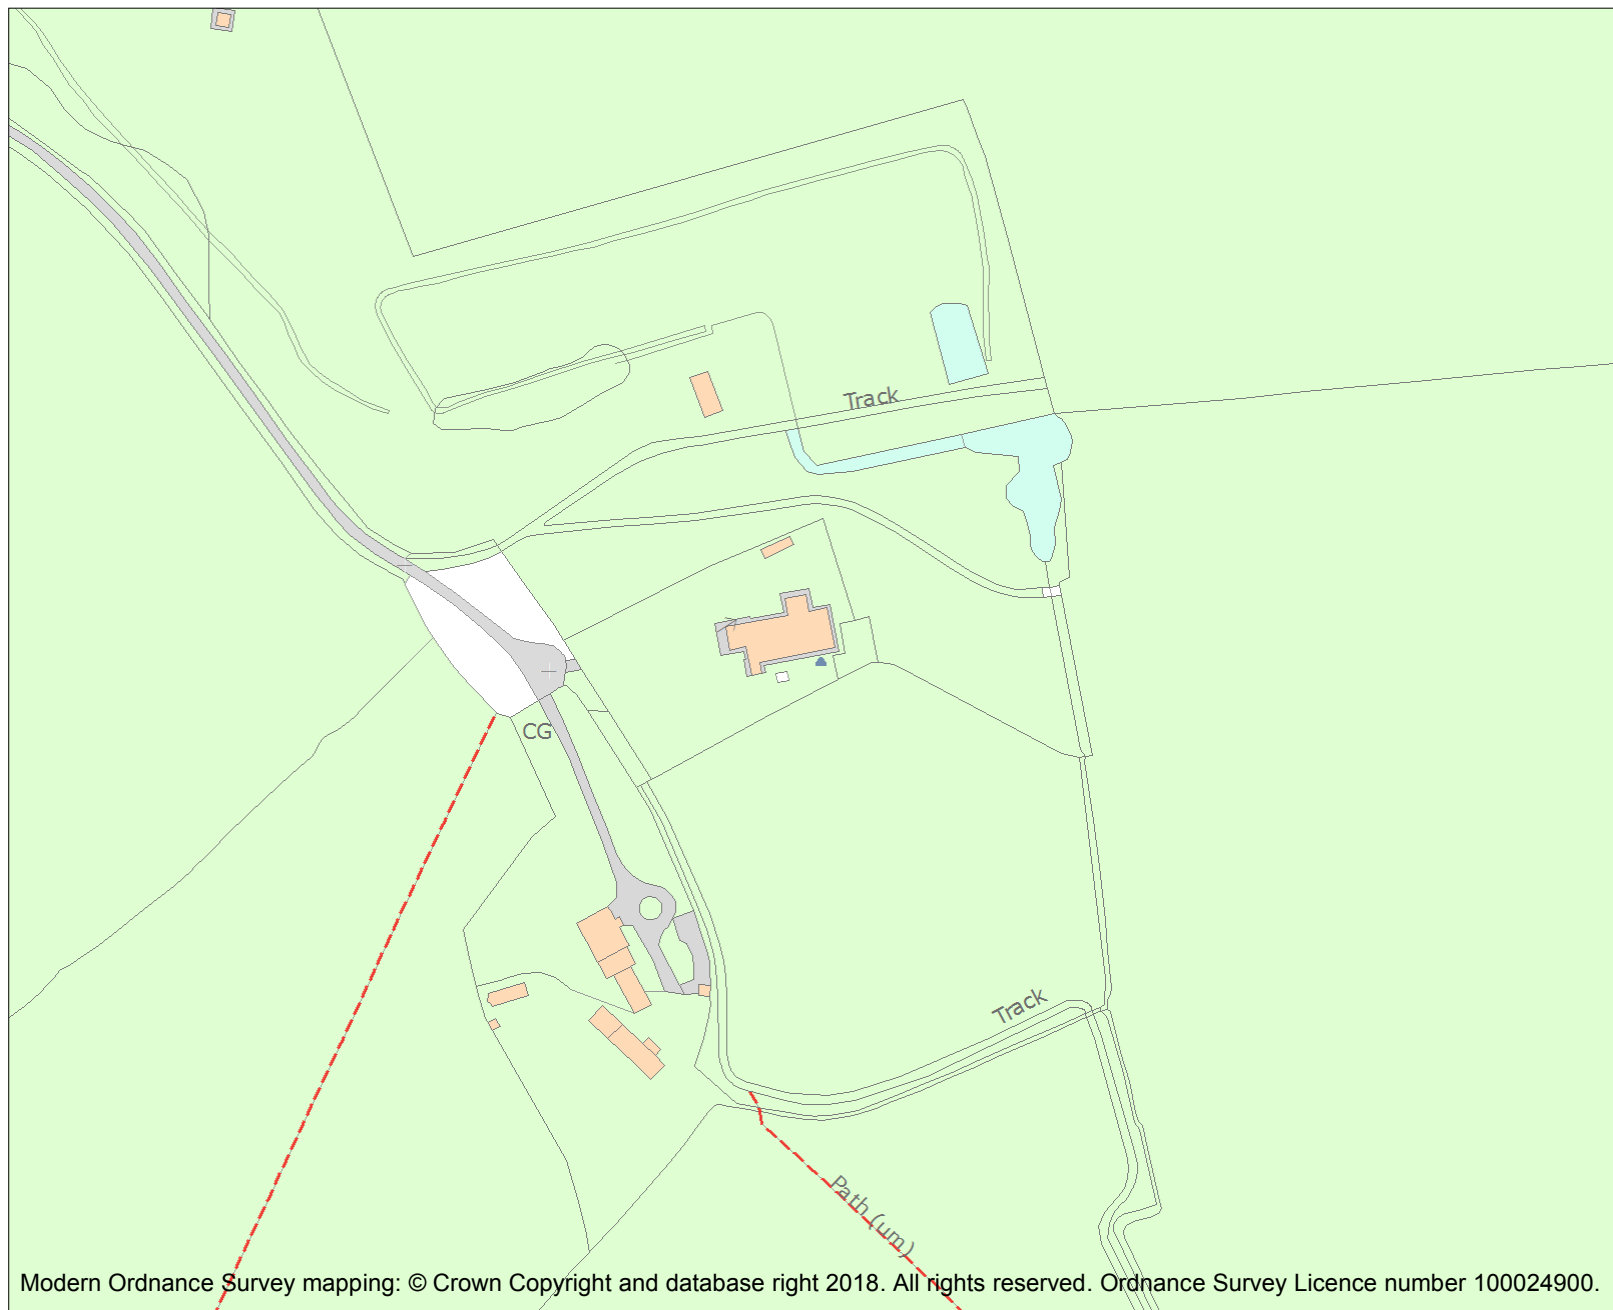 Track
CG
Track
Path (um)
Modern Ordnance Survey mapping: © Crown Copyright and database right 2018. All rights reserved. Ordnance Survey Licence number 100024900.